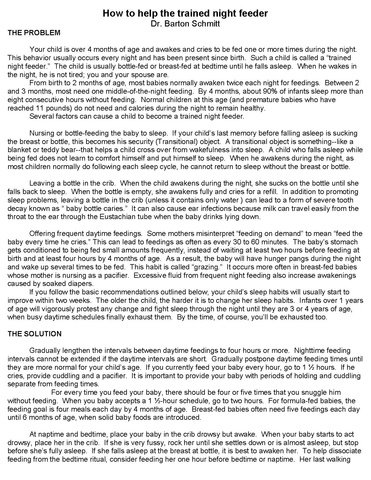 How to help the trained night feeder
Dr. Barton Schmitt
THE PROBLEM
Your child is over 4 months of age and awakes and cries to be fed one or more times during the night.
This behavior usually occurs every night and has been present since birth. Such a child is called a “trained
night feeder.” The child is usually bottle-fed or breast-fed at bedtime until he falls asleep. When he wakes in
the night, he is not tired; you and your spouse are.
From birth to 2 months of age, most babies normally awaken twice each night for feedings. Between 2
and 3 months, most need one middle-of-the-night feeding. By 4 months, about 90% of infants sleep more than
eight consecutive hours without feeding. Normal children at this age (and premature babies who have
reached 11 pounds) do not need and calories during the night to remain healthy.
Several factors can cause a child to become a trained night feeder.
Nursing or bottle-feeding the baby to sleep. If your child's last memory before falling asleep is sucking
the breast or bottle, this becomes his security (Transitional) object. A transitional object is something--like a
blanket or teddy bear--that helps a child cross over from wakefulness into sleep. A child who falls asleep while
being fed does not learn to comfort himself and put himself to sleep. When he awakens during the night, as
most children normally do following each sleep cycle, he cannot return to sleep without the breast or bottle.
Leaving a bottle in the crib. When the child awakens during the night, she sucks on the bottle until she
falls back to sleep. When the bottle is empty, she awakens fully and cries for a refill. In addition to promoting
sleep problems, leaving a bottle in the crib (unless it contains only water ) can lead to a form of severe tooth
decay known as “ baby bottle caries.” It can also cause ear infections because milk can travel easily from the
throat to the ear through the Eustachian tube when the baby drinks lying down.
Offering frequent daytime feedings. Some mothers misinterpret “feeding on demand” to mean “feed the
baby every time he cries.” This can lead to feedings as often as every 30 to 60 minutes. The baby's stomach
gets conditioned to being fed small amounts frequently, instead of waiting at least two hours before feeding at
birth and at least four hours by 4 months of age. As a result, the baby will have hunger pangs during the night
and wake up several times to be fed. This habit is called “grazing.” It occurs more often in breast-fed babies
whose mother is nursing as a pacifier. Excessive fluid from frequent night feeding also increase awakenings
caused by soaked diapers.
If you follow the basic recommendations outlined below, your child's sleep habits will usually start to
improve within two weeks. The older the child, the harder it is to change her sleep habits. Infants over 1 years
of age will vigorously protest any change and fight sleep through the night until they are 3 or 4 years of age,
when busy daytime schedules finally exhaust them. By the time, of course, you'll be exhausted too.
THE SOLUTION
Gradually lengthen the intervals between daytime feedings to four hours or more. Nighttime feeding
intervals cannot be extended if the daytime intervals are short. Gradually postpone daytime feeding times until
they are more normal for your child's age. If you currently feed your baby every hour, go to 1 ½ hours. If he
cries, provide cuddling and a pacifier. It is important to provide your baby with periods of holding and cuddling
separate from feeding times.
For every time you feed your baby, there should be four or five times that you snuggle him
without feeding. When you baby accepts a 1 ½-hour schedule, go to two hours. For formula-fed babies, the
feeding goal is four meals each day by 4 months of age. Breast-fed babies often need five feedings each day
until 6 months of age, when solid baby foods are introduced.
At naptime and bedtime, place your baby in the crib drowsy but awake. When your baby starts to act
drowsy, place her in the crib. If she is very fussy, rock her until she settles down or is almost asleep, but stop
before she's fully asleep. If she falls asleep at the breast at bottle, it is best to awaken her. To help dissociate
feeding from the bedtime ritual, consider feeding her one hour before bedtime or naptime. Her last walking